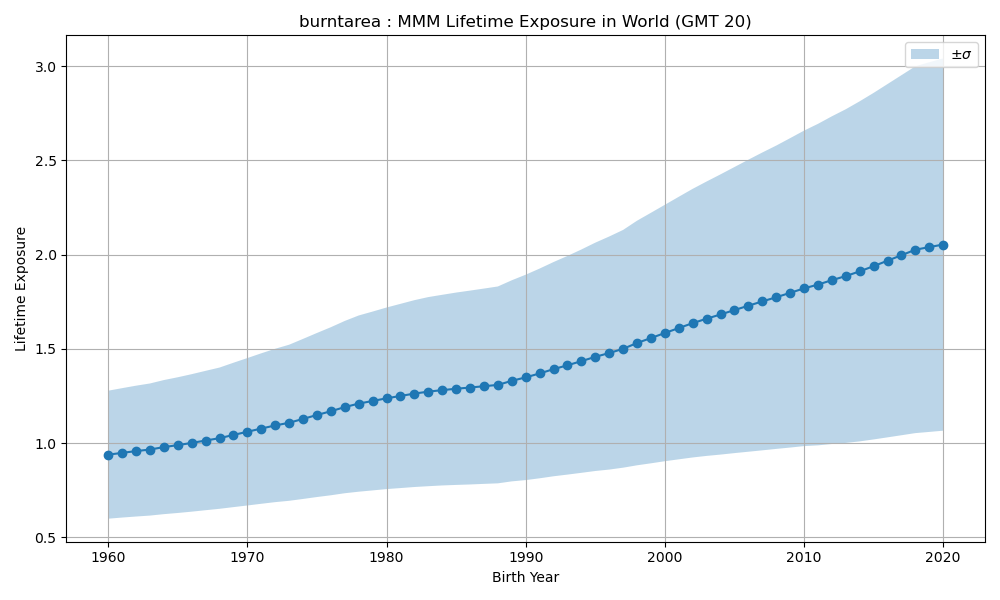 burntarea : MMM Lifetime Exposure in World (GMT 20)
±σ
3.0
2.5
2.0
1.5
1.0
0.5
Lifetime Exposure
1960 1970 1980 1990 2000 2010 2020
Birth Year